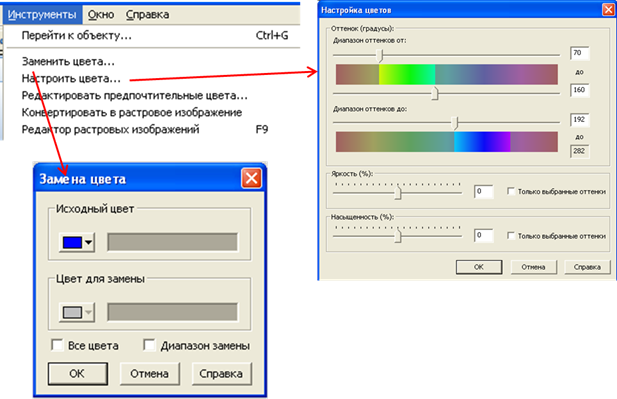 Инструменты Окно Справка
Перейти к объекту... Ctrl+G
Заменить цвета...
Настроить цвета...
Редактировать предпочтительные цвета...
Конвертировать в растровое изображение
Редактор растровых изображений F9
Замена цвета
Исходный цвет
Цвет для замены
Все цвета Диапазон замены
ОК Отмена Справка
Настройка цветов
Оттенок (градусы):
Диапазон оттенков от:
70
до
160
Диапазон оттенков до:
192
до
282
Яркость (%):
0 Только выбранные оттенки
Насыщенность (%):
0 Только выбранные оттенки
ОК Отмена Справка